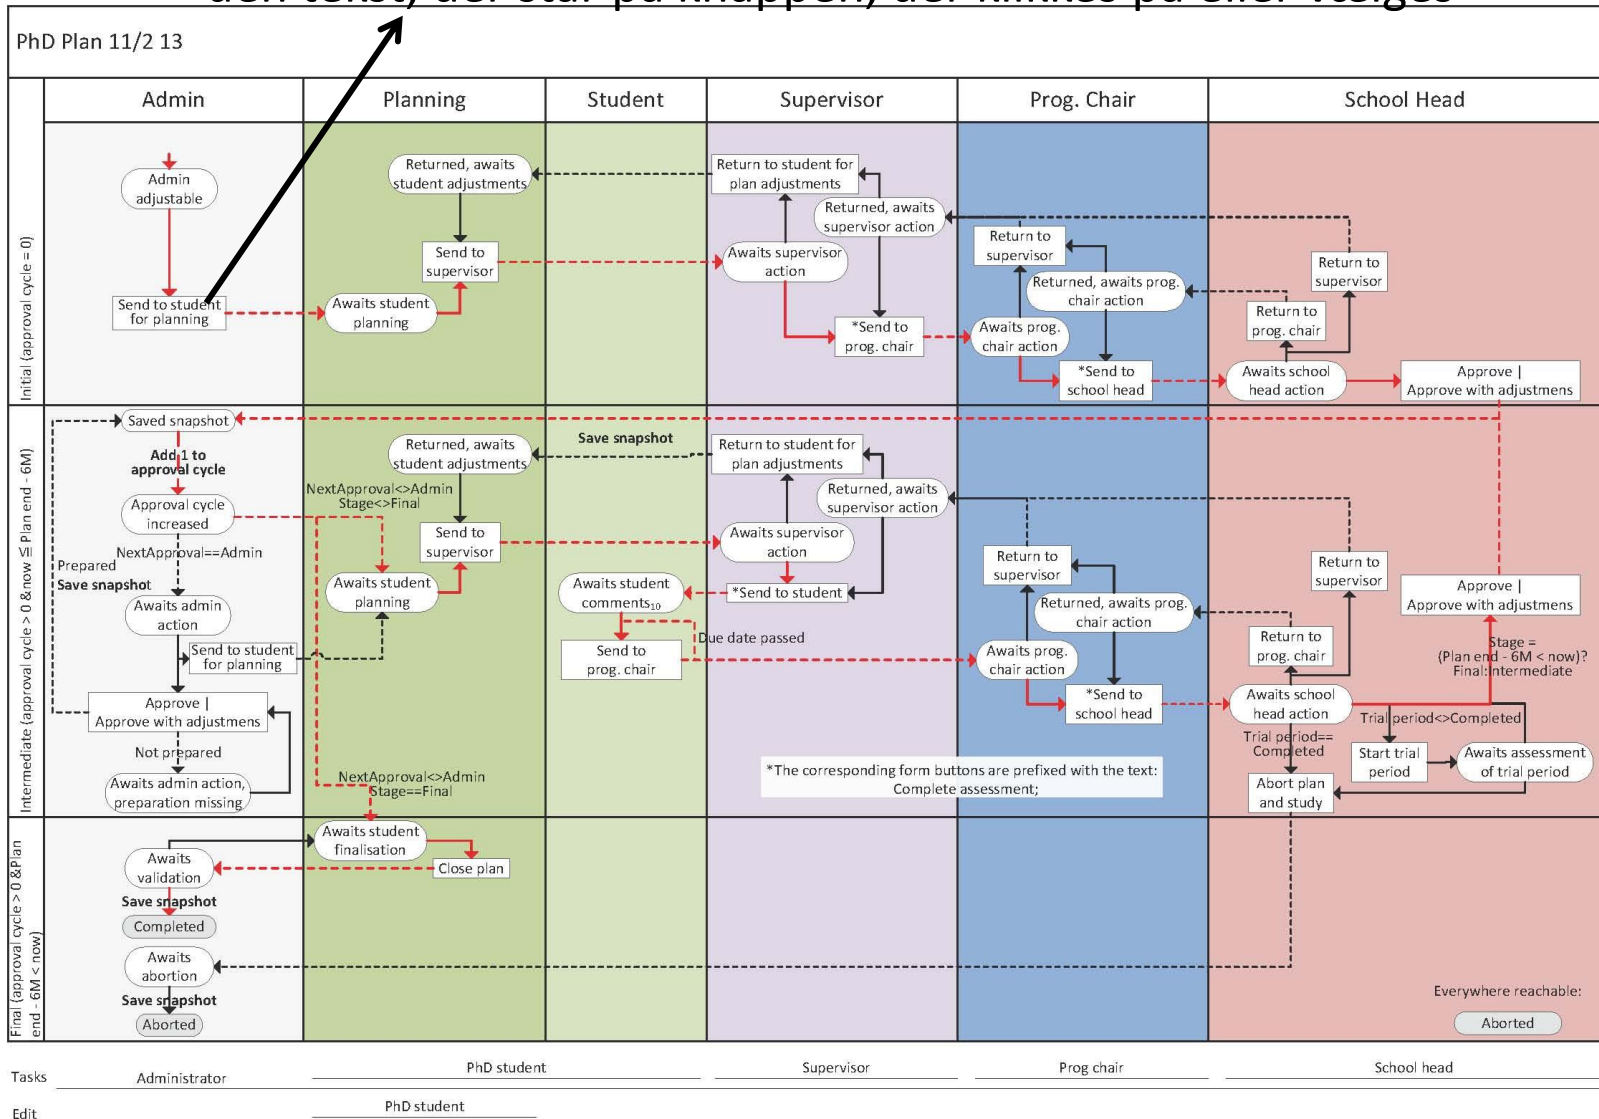 den tekst, der står på knappen, der klikkes på eller vælges
PhD Plan 11/2 13
Admin
Planning
Student
Supervisor
Prog. Chair
School Head
Initial (approval cycle = 0)
Admin
adjustable
Send to student
for planning
Returned, awaits
student adjustments
Send to
supervisor
Awaits student
planning
Return to student for
plan adjustments
Returned, awaits
supervisor action
Awaits supervisor
action
*Send to
prog. chair
Return to
supervisor
Returned, awaits prog.
chair action
Awaits prog.
chair action
*Send to
school head
Return to
supervisor
Return to
prog. chair
Awaits school
head action
Approve |
Approve with adjustmens
Intermediate (approval cycle > 0 & now ≦ Plan end - 6M)
Saved snapshot
Add 1 to
approval cycle
Approval cycle
increased
NextApproval==Admin
Prepared
Save snapshot
Awaits admin
action
Send to student
for planning
Approve |
Approve with adjustmens
Not prepared
Awaits admin action,
preparation missing
Returned, awaits
student adjustments
NextApproval<>Admin
Stage<>Final
Send to
supervisor
Awaits student
planning
NextApproval<>Admin
Stage==Final
Save snapshot
Awaits student
comments10
Send to
prog. chair
Due date passed
Return to student for
plan adjustments
Returned, awaits
supervisor action
Awaits supervisor
action
*Send to student
*The corresponding form buttons are prefixed with the text:
Complete assessment;
Return to
supervisor
Returned, awaits prog.
chair action
Awaits prog.
chair action
*Send to
school head
Return to
supervisor
Return to
prog. chair
Awaits school
head action
Approve |
Approve with adjustmens
Stage =
(Plan end - 6M < now)?
Final:Intermediate
Trial period<>Completed
Trial period==
Completed
Start trial
period
Awaits assessment
of trial period
Abort plan
and study
Final (approval cycle > 0 & Plan
end - 6M < now)
Awaits student
finalisation
Close plan
Awaits
validation
Save snapshot
Completed
Awaits
abortion
Save snapshot
Aborted
Everywhere reachable:
Aborted
Tasks
Administrator
PhD student
Supervisor
Prog chair
School head
Edit
PhD student